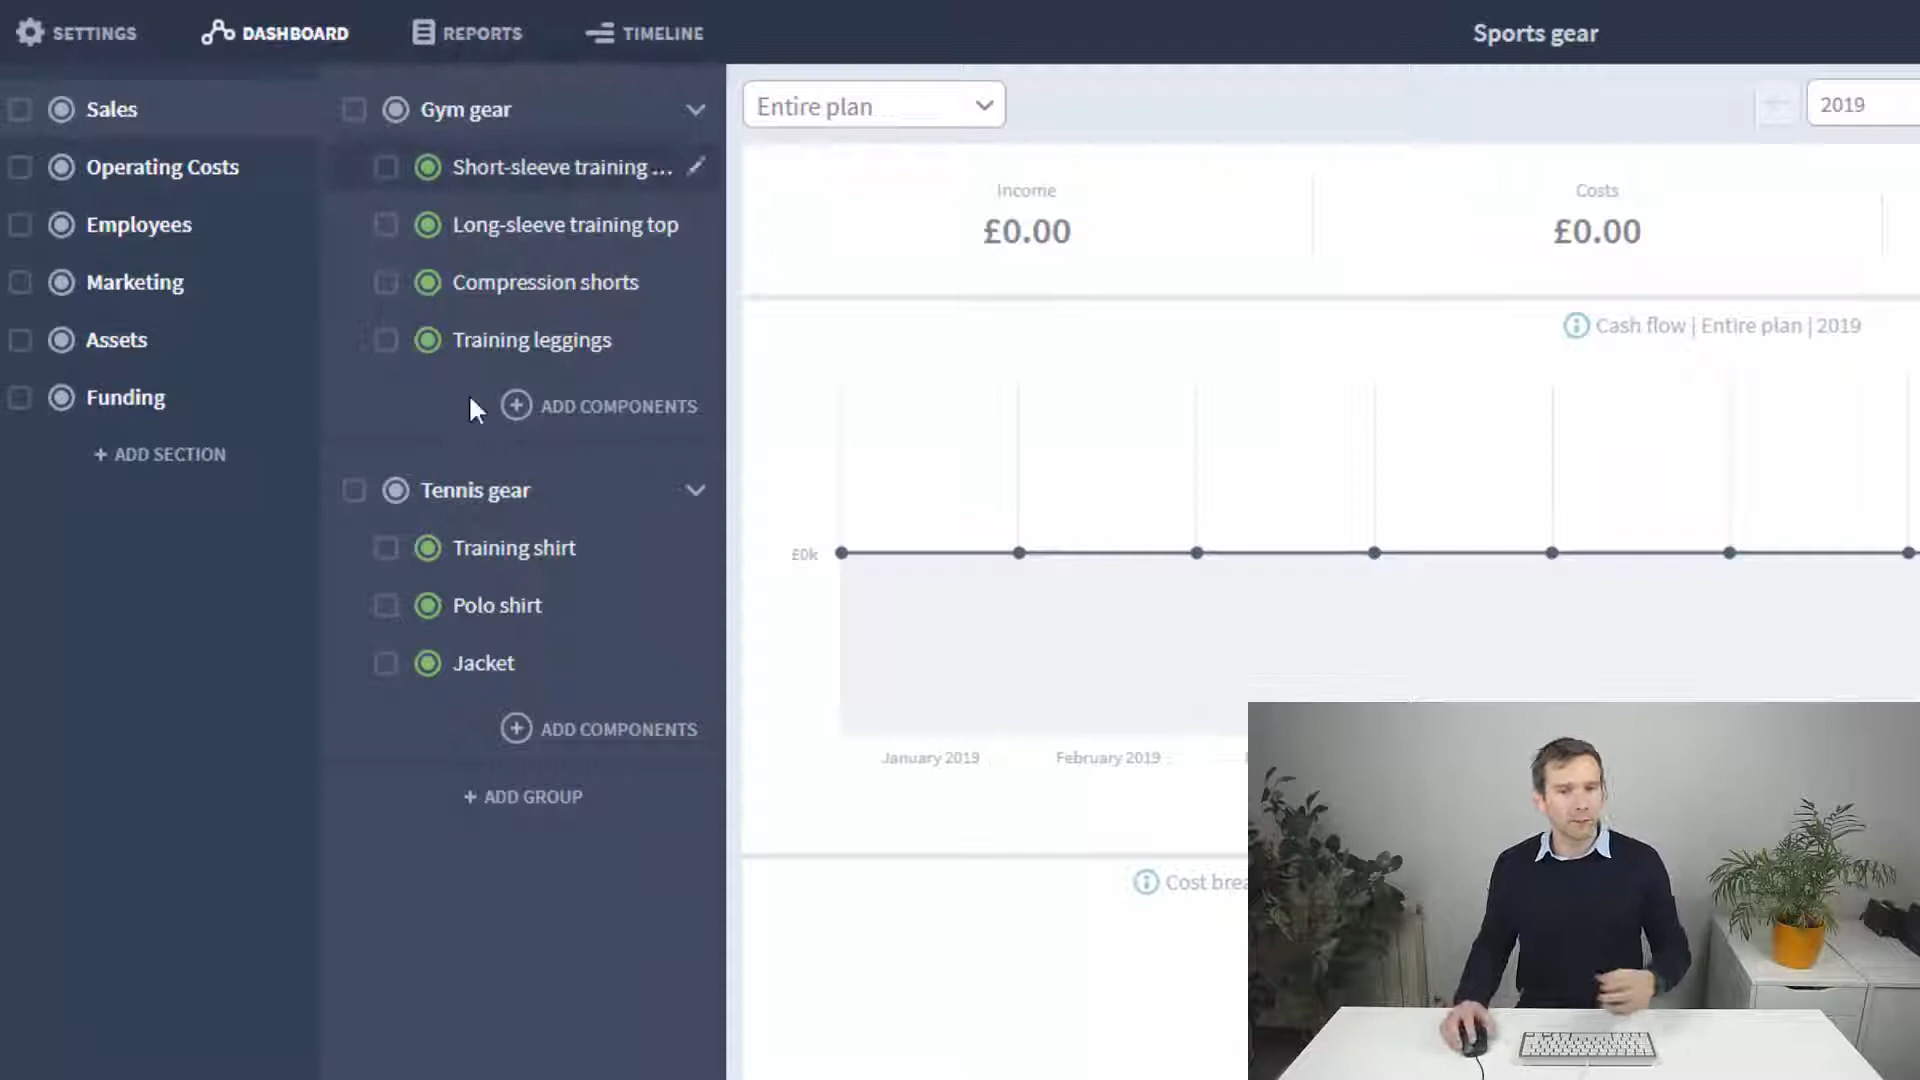 SETTINGS
DASHBOARD
REPORTS
TIMELINE
Sports gear
Sales
Operating Costs
Employees
Marketing
Assets
Funding
+ ADD SECTION
Gym gear
Short-sleeve training ...
Long-sleeve training top
Compression shorts
Training leggings
ADD COMPONENTS
Tennis gear
Training shirt
Polo shirt
Jacket
ADD COMPONENTS
+ ADD GROUP
Entire plan
2019
Income
£0.00
Costs
£0.00
Cash flow | Entire plan | 2019
£0k
January 2019
February 2019
Cost brea